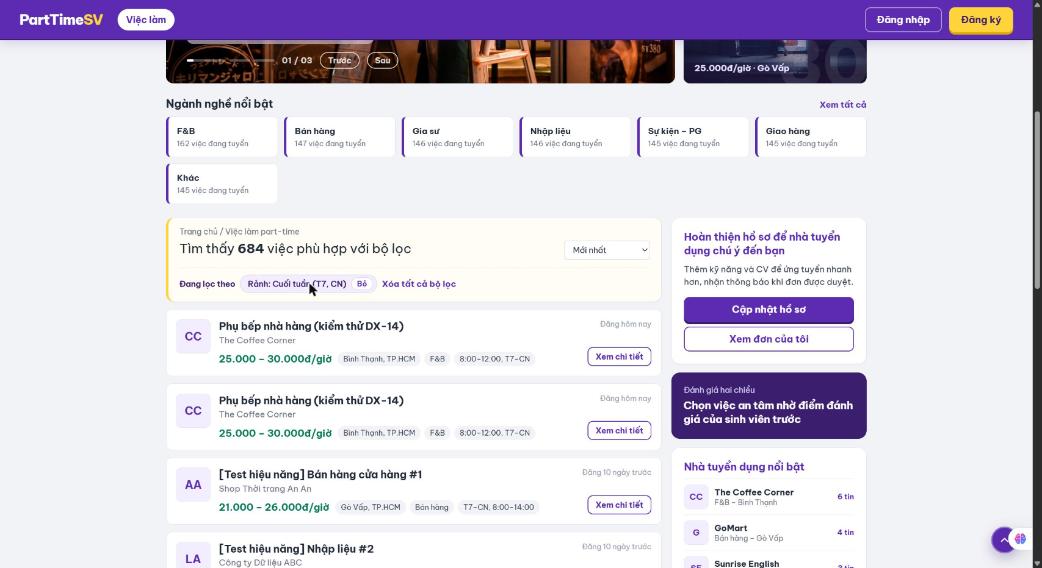 PartTimeSV
Việc làm
Đăng nhập
Đăng ký
01 / 03
Trước
Sau
25.000đ/giờ · Gò Vấp
Ngành nghề nổi bật
Xem tất cả
F&B
162 việc đang tuyển
Bán hàng
147 việc đang tuyển
Gia sư
146 việc đang tuyển
Nhập liệu
146 việc đang tuyển
Sự kiện – PG
145 việc đang tuyển
Giao hàng
145 việc đang tuyển
Khác
145 việc đang tuyển
Trang chủ / Việc làm part-time
Tìm thấy 684 việc phù hợp với bộ lọc
Mới nhất
Đang lọc theo
Rảnh: Cuối tuần (T7, CN)
Bỏ
Xóa tất cả bộ lọc
CC
Phụ bếp nhà hàng (kiểm thử DX-14)
The Coffee Corner
25.000 – 30.000đ/giờ
Bình Thạnh, TP.HCM
F&B
8:00-12:00, T7-CN
Đăng hôm nay
Xem chi tiết
CC
Phụ bếp nhà hàng (kiểm thử DX-14)
The Coffee Corner
25.000 – 30.000đ/giờ
Bình Thạnh, TP.HCM
F&B
8:00-12:00, T7-CN
Đăng hôm nay
Xem chi tiết
AA
[Test hiệu năng] Bán hàng cửa hàng #1
Shop Thời trang An An
21.000 – 26.000đ/giờ
Gò Vấp, TP.HCM
Bán hàng
T7-CN, 8:00-14:00
Đăng 10 ngày trước
Xem chi tiết
LA
[Test hiệu năng] Nhập liệu #2
Công ty Dữ liệu ABC
Đăng 10 ngày trước
Hoàn thiện hồ sơ để nhà tuyển
dụng chú ý đến bạn
Thêm kỹ năng và CV để ứng tuyển nhanh
hơn, nhận thông báo khi đơn được duyệt.
Cập nhật hồ sơ
Xem đơn của tôi
Đánh giá hai chiều
Chọn việc an tâm nhờ điểm đánh
giá của sinh viên trước
Nhà tuyển dụng nổi bật
CC
The Coffee Corner
F&B – Bình Thạnh
6 tin
G
GoMart
Bán hàng – Gò Vấp
4 tin
Sunrise English